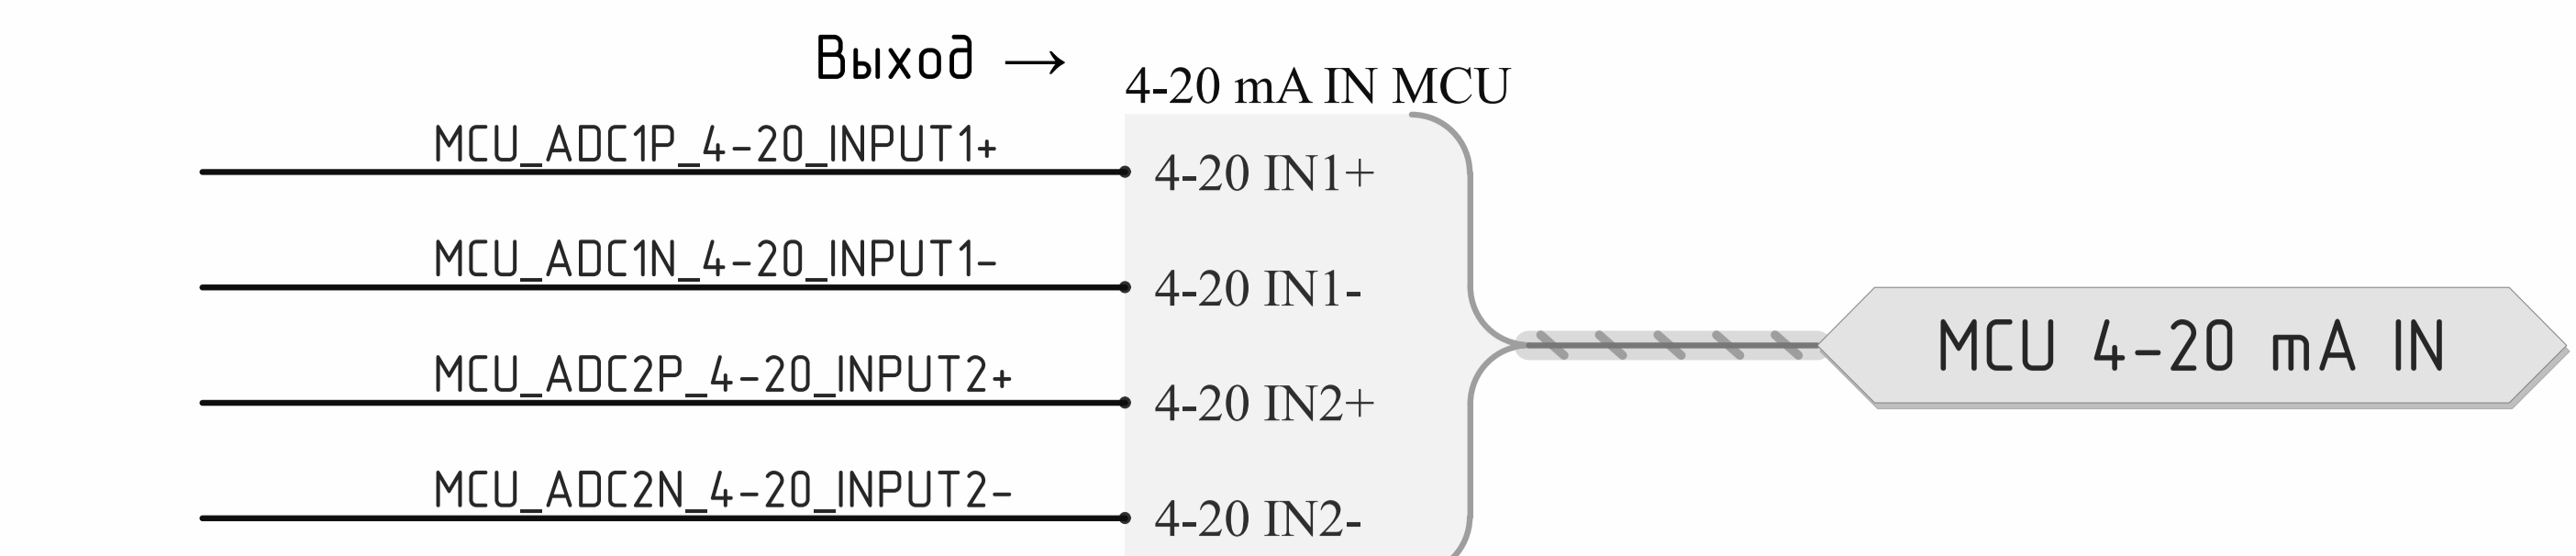 Выход →
4-20 mA IN MCU
MCU_ADC1P_4-20_INPUT1+
4-20 IN1+
MCU_ADC1N_4-20_INPUT1-
4-20 IN1-
MCU 4-20 mA IN
MCU_ADC2P_4-20_INPUT2+
4-20 IN2+
MCU_ADC2N_4-20_INPUT2-
4-20 IN2-